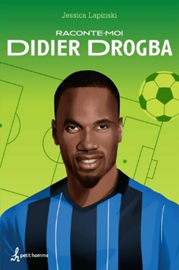 Jessica Lapinski
RACONTE-MOI
DIDIER DROGBA
petit homme